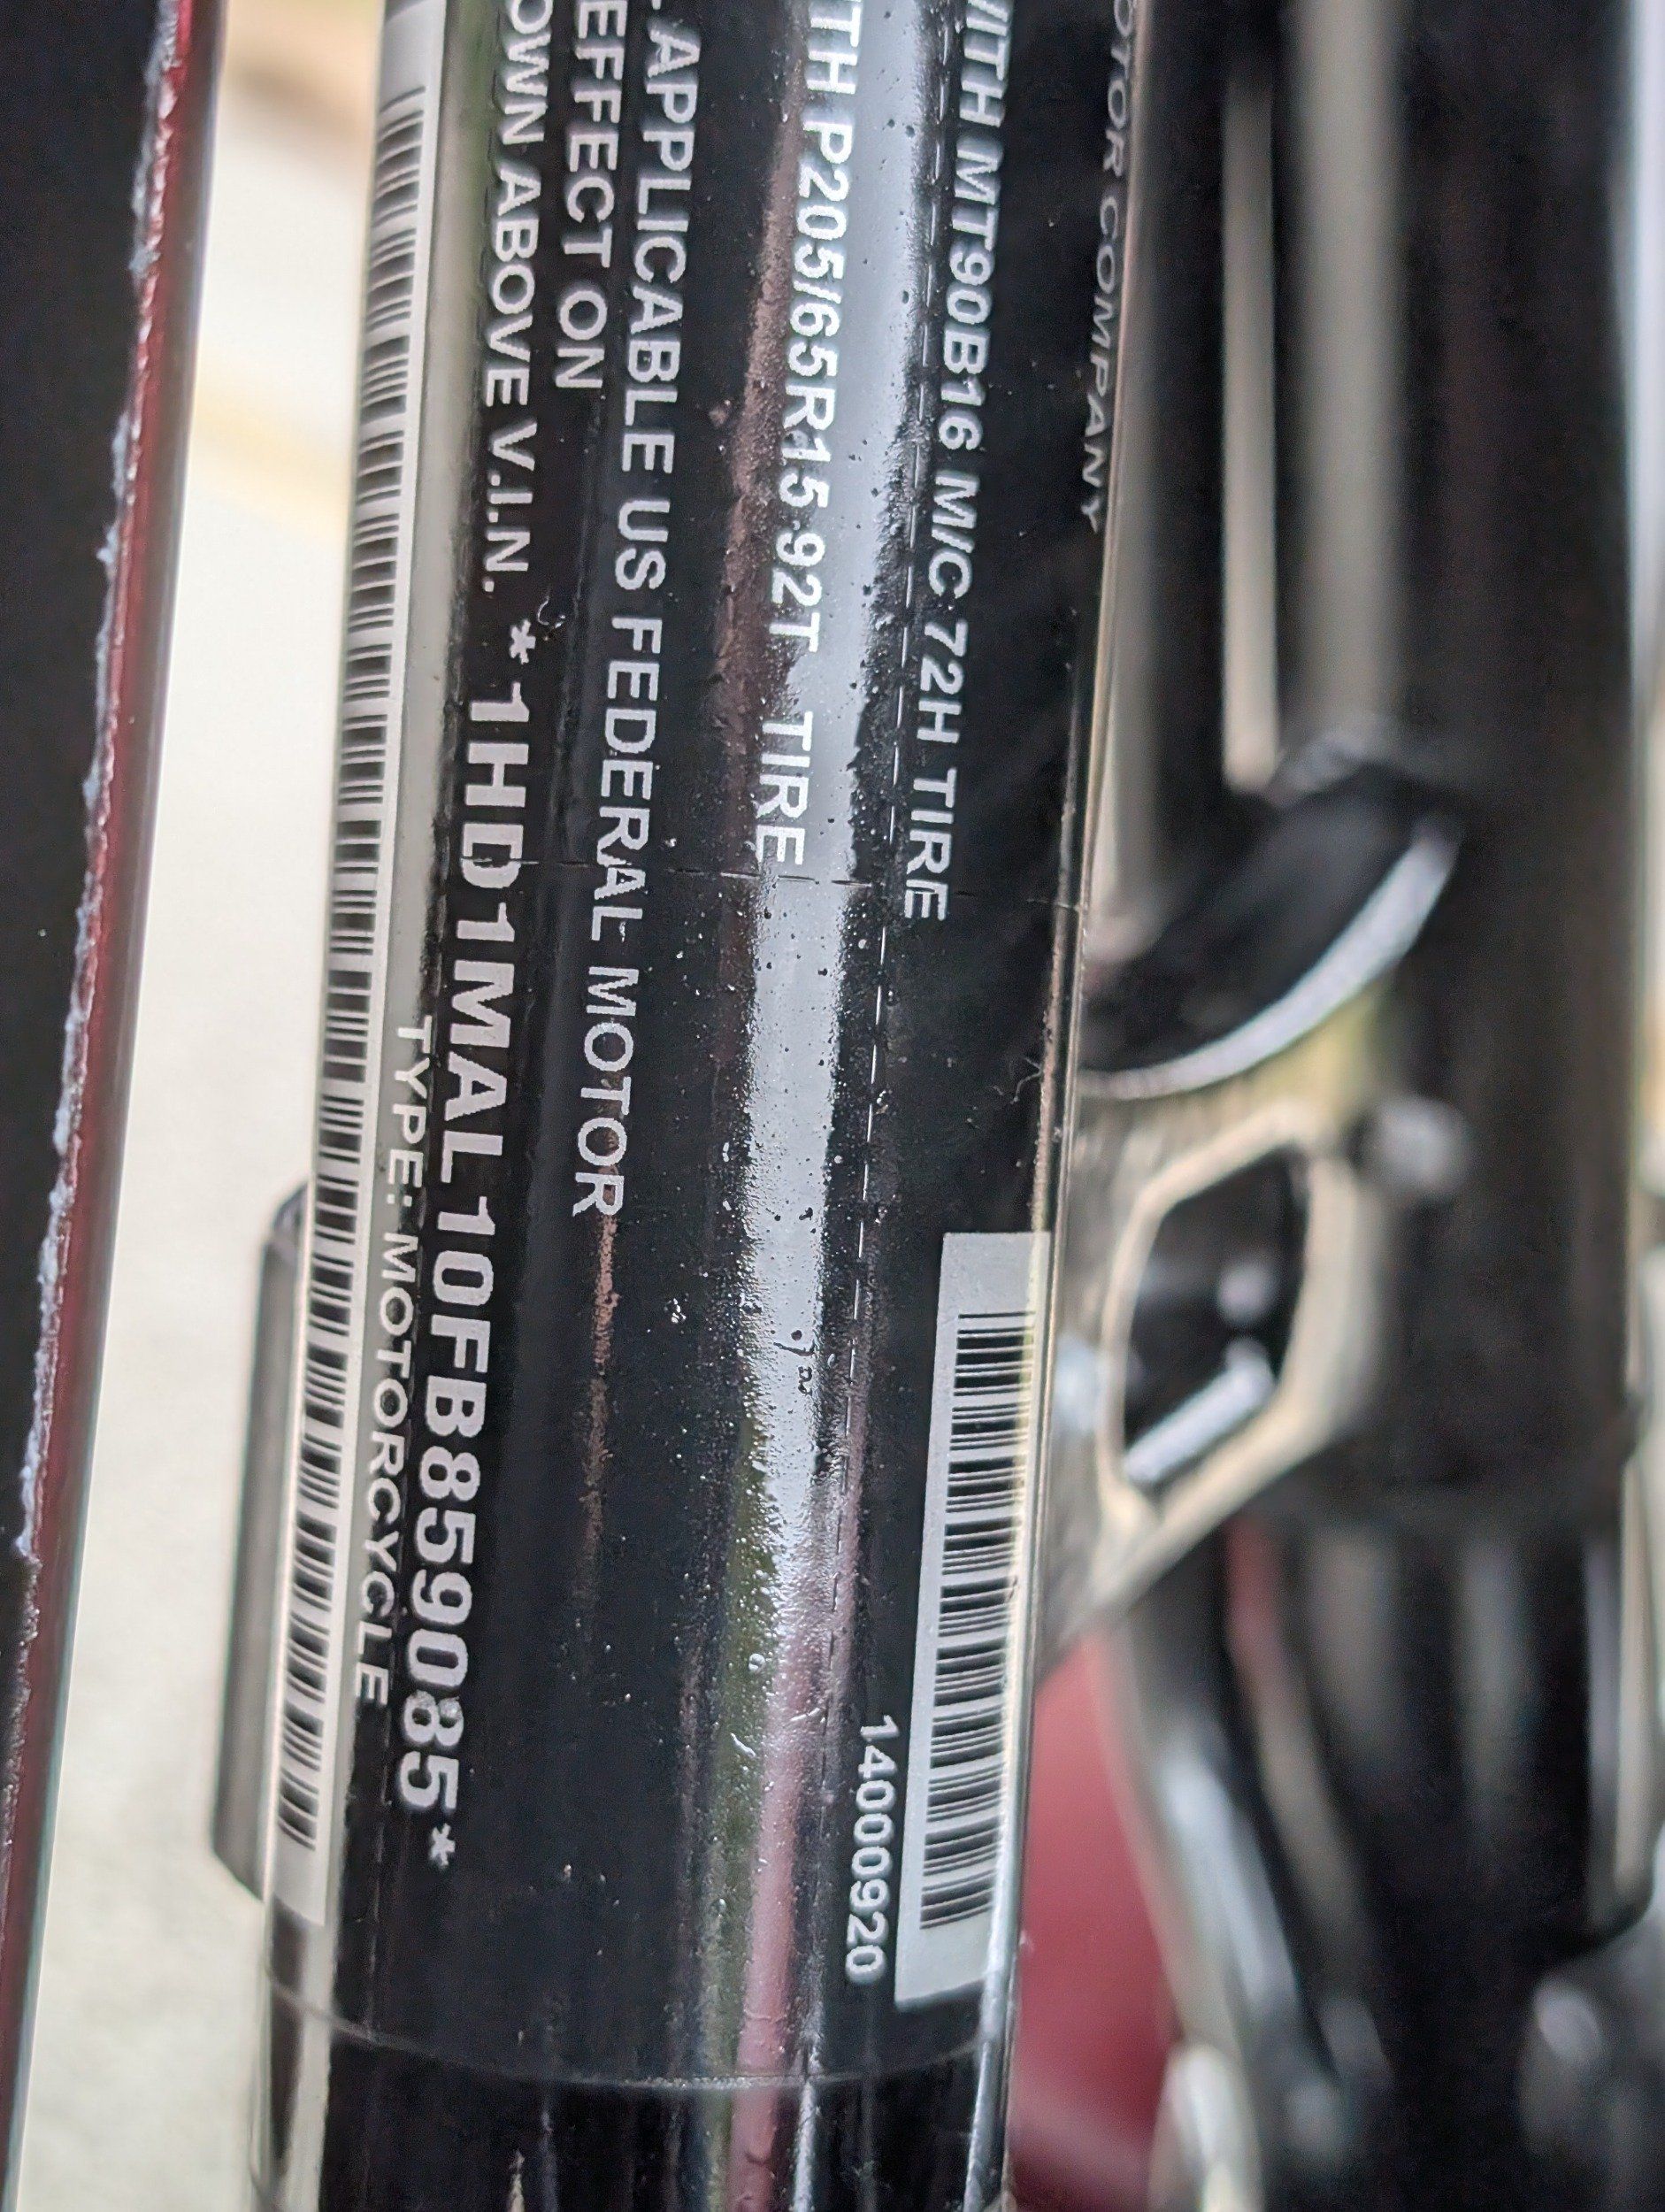 OTOR COMPANY
WITH MT90B16 M/C 72H TIRE
14000920
ITH P205/65R15 92T TIRE
APPLICABLE US FEDERAL MOTOR
EFFECT ON
OWN ABOVE V.I.N. *1HD1MAL10FB859085*
TYPE: MOTORCYCLE